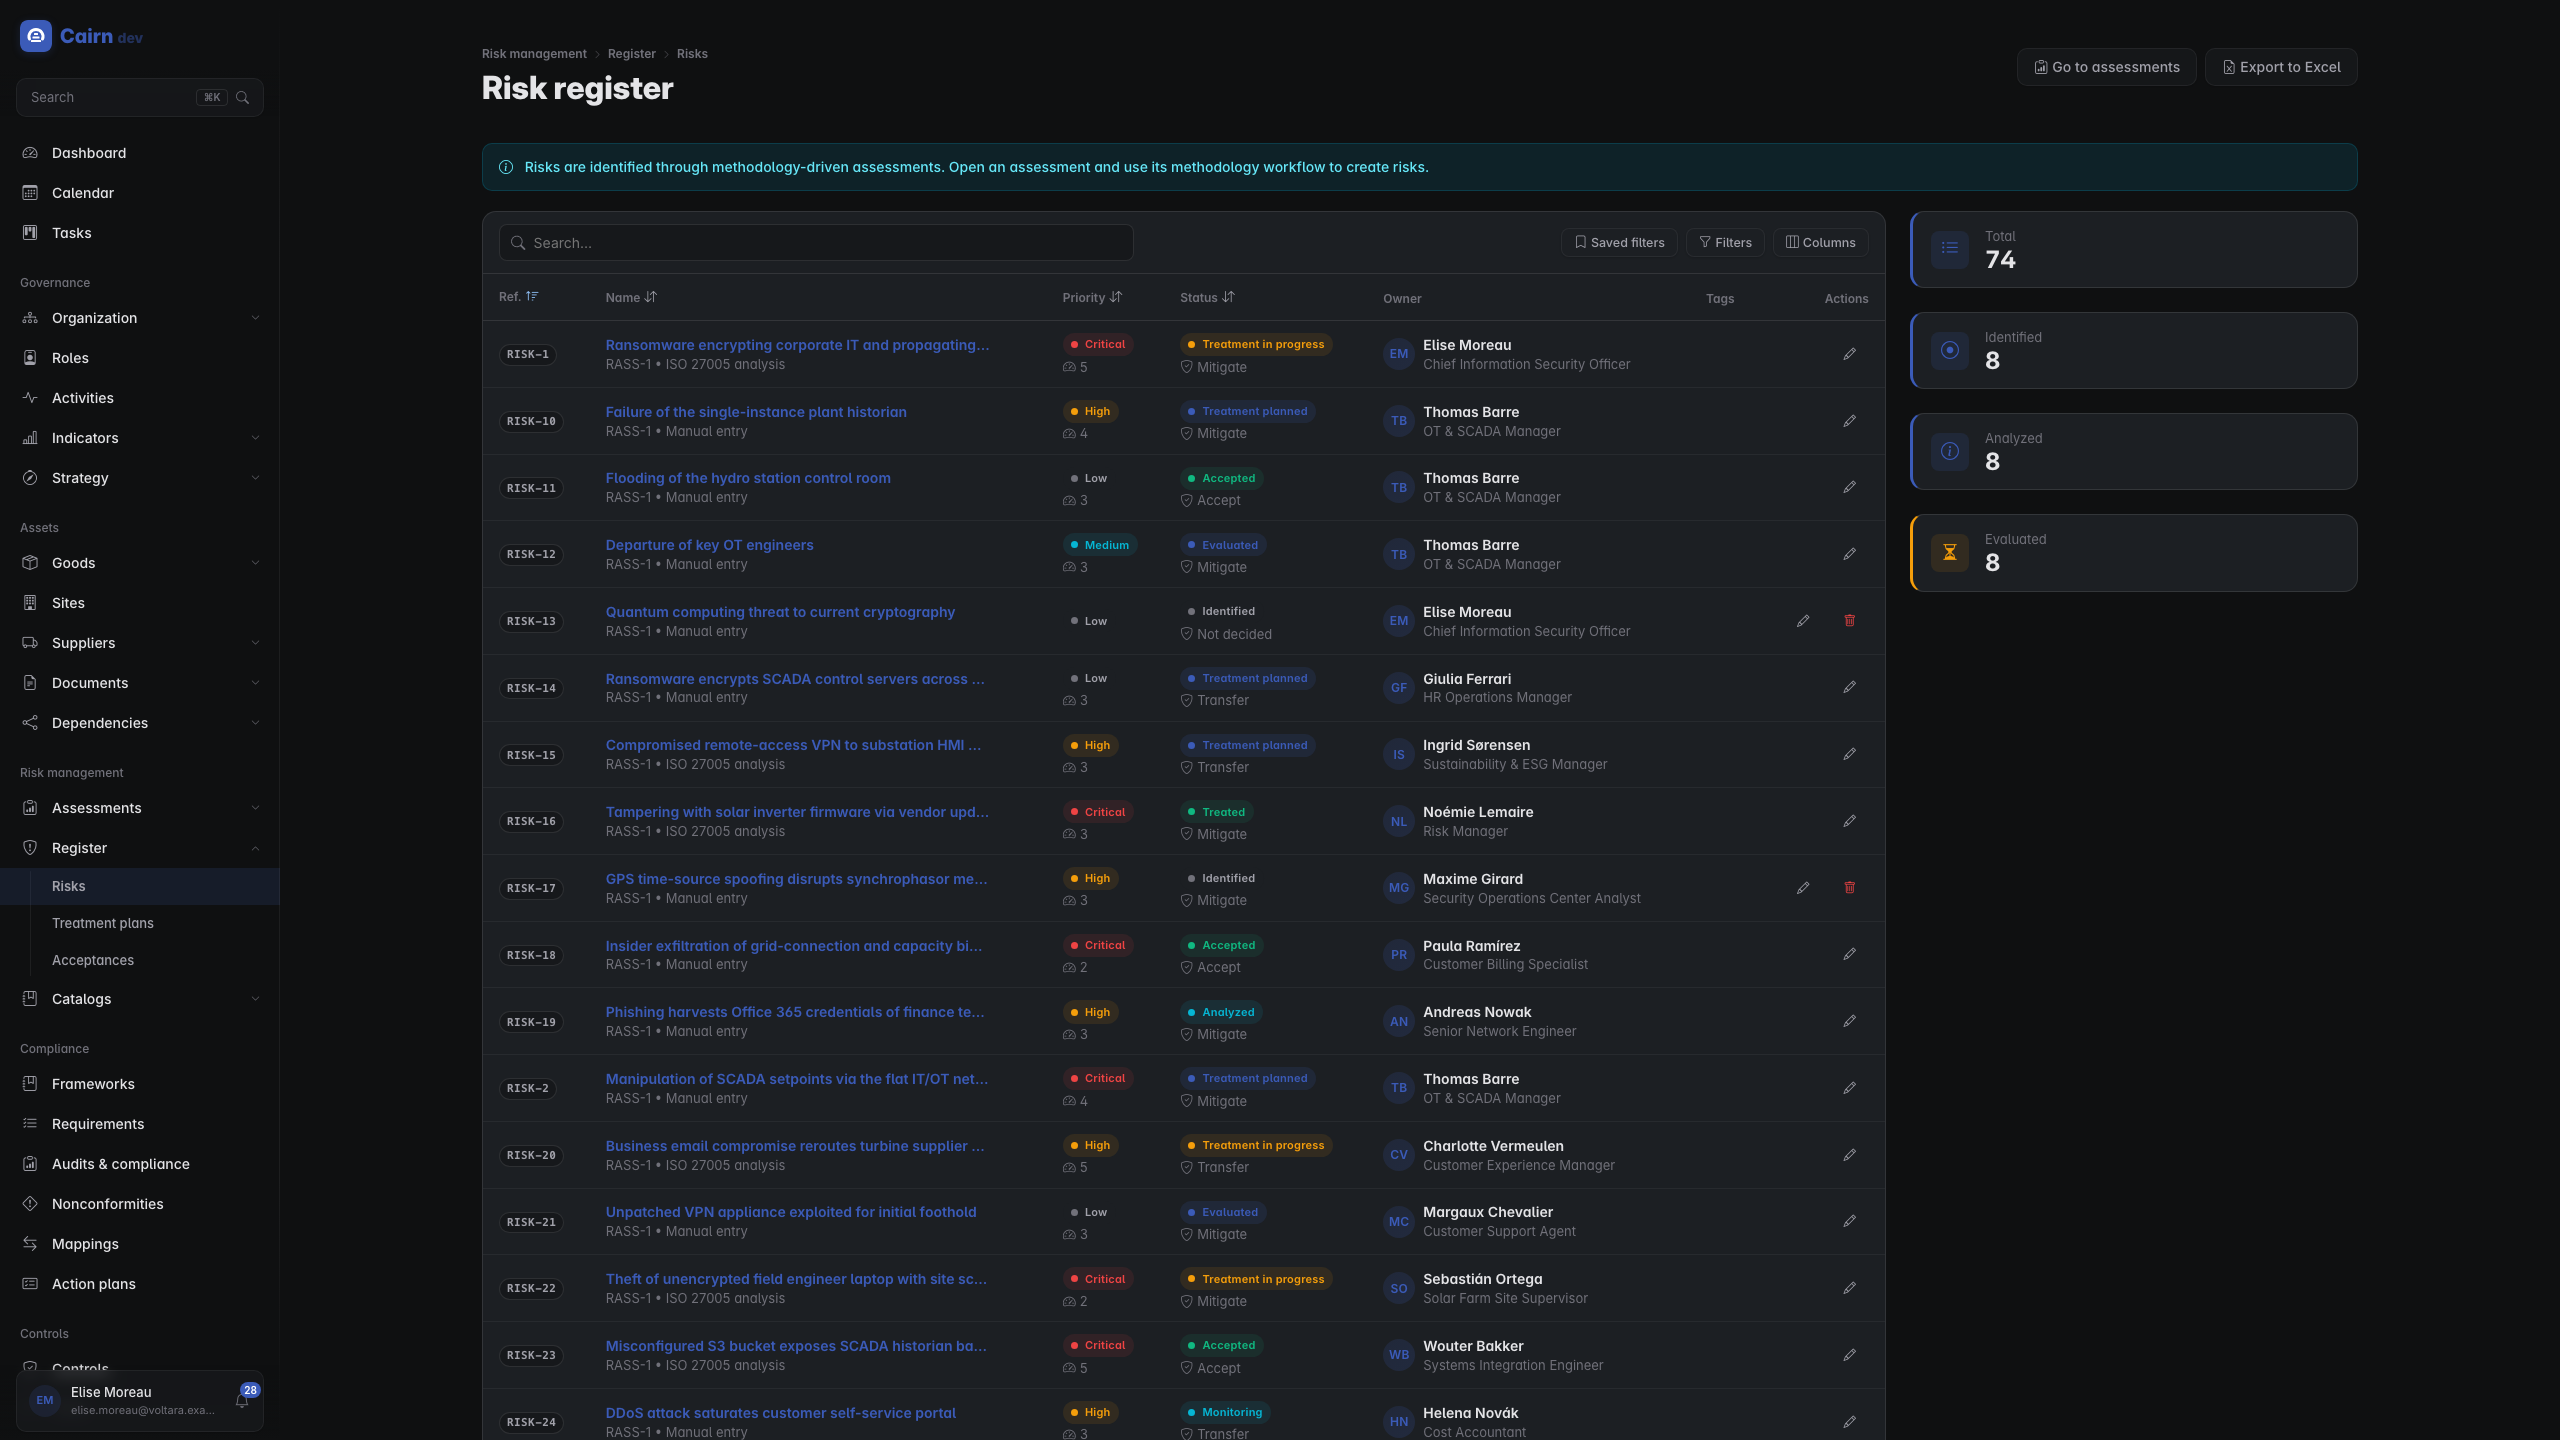 Cairn dev
Search ⌘K
Dashboard
Calendar
Tasks
Governance
Organization
Roles
Activities
Indicators
Strategy
Assets
Goods
Sites
Suppliers
Documents
Dependencies
Risk management
Assessments
Register
Risks
Treatment plans
Acceptances
Catalogs
Compliance
Frameworks
Requirements
Audits & compliance
Nonconformities
Mappings
Action plans
Controls
Controls
EM Elise Moreau 28
elise.moreau@voltara.exa...
Risk management > Register > Risks
Risk register
Go to assessments Export to Excel
Risks are identified through methodology-driven assessments. Open an assessment and use its methodology workflow to create risks.
Search... Saved filters Filters Columns
Ref. Name Priority Status Owner Tags Actions
RISK-1 Ransomware encrypting corporate IT and propagating... Critical Treatment in progress EM Elise Moreau
RASS-1 • ISO 27005 analysis 5 Mitigate Chief Information Security Officer
RISK-10 Failure of the single-instance plant historian High Treatment planned TB Thomas Barre
RASS-1 • Manual entry 4 Mitigate OT & SCADA Manager
RISK-11 Flooding of the hydro station control room Low Accepted TB Thomas Barre
RASS-1 • Manual entry 3 Accept OT & SCADA Manager
RISK-12 Departure of key OT engineers Medium Evaluated TB Thomas Barre
RASS-1 • Manual entry 3 Mitigate OT & SCADA Manager
RISK-13 Quantum computing threat to current cryptography Low Identified EM Elise Moreau
RASS-1 • Manual entry Not decided Chief Information Security Officer
RISK-14 Ransomware encrypts SCADA control servers across ... Low Treatment planned GF Giulia Ferrari
RASS-1 • Manual entry 3 Transfer HR Operations Manager
RISK-15 Compromised remote-access VPN to substation HMI ... High Treatment planned IS Ingrid Sørensen
RASS-1 • ISO 27005 analysis 3 Transfer Sustainability & ESG Manager
RISK-16 Tampering with solar inverter firmware via vendor upd... Critical Treated NL Noémie Lemaire
RASS-1 • ISO 27005 analysis 3 Mitigate Risk Manager
RISK-17 GPS time-source spoofing disrupts synchrophasor me... High Identified MG Maxime Girard
RASS-1 • Manual entry 3 Mitigate Security Operations Center Analyst
RISK-18 Insider exfiltration of grid-connection and capacity bi... Critical Accepted PR Paula Ramírez
RASS-1 • Manual entry 2 Accept Customer Billing Specialist
RISK-19 Phishing harvests Office 365 credentials of finance te... High Analyzed AN Andreas Nowak
RASS-1 • Manual entry 3 Mitigate Senior Network Engineer
RISK-2 Manipulation of SCADA setpoints via the flat IT/OT net... Critical Treatment planned TB Thomas Barre
RASS-1 • Manual entry 4 Mitigate OT & SCADA Manager
RISK-20 Business email compromise reroutes turbine supplier ... High Treatment in progress CV Charlotte Vermeulen
RASS-1 • ISO 27005 analysis 5 Transfer Customer Experience Manager
RISK-21 Unpatched VPN appliance exploited for initial foothold Low Evaluated MC Margaux Chevalier
RASS-1 • Manual entry 3 Mitigate Customer Support Agent
RISK-22 Theft of unencrypted field engineer laptop with site sc... Critical Treatment in progress SO Sebastián Ortega
RASS-1 • ISO 27005 analysis 2 Mitigate Solar Farm Site Supervisor
RISK-23 Misconfigured S3 bucket exposes SCADA historian ba... Critical Accepted WB Wouter Bakker
RASS-1 • ISO 27005 analysis 5 Accept Systems Integration Engineer
RISK-24 DDoS attack saturates customer self-service portal High Monitoring HN Helena Novák
RASS-1 • Manual entry 3 Transfer Cost Accountant
Total
74
Identified
8
Analyzed
8
Evaluated
8